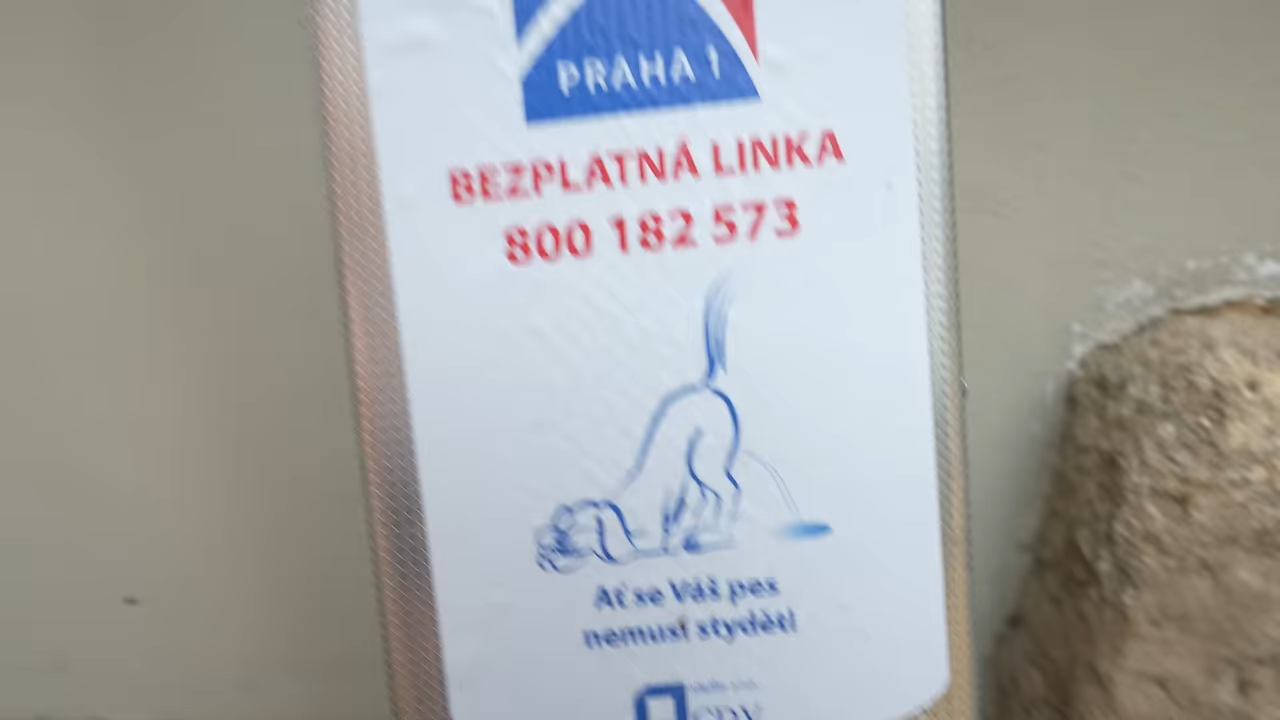 PRAHA 1
BEZPLATNÁ LINKA
800 182 573
Ať se Váš pes
nemusí stydět!